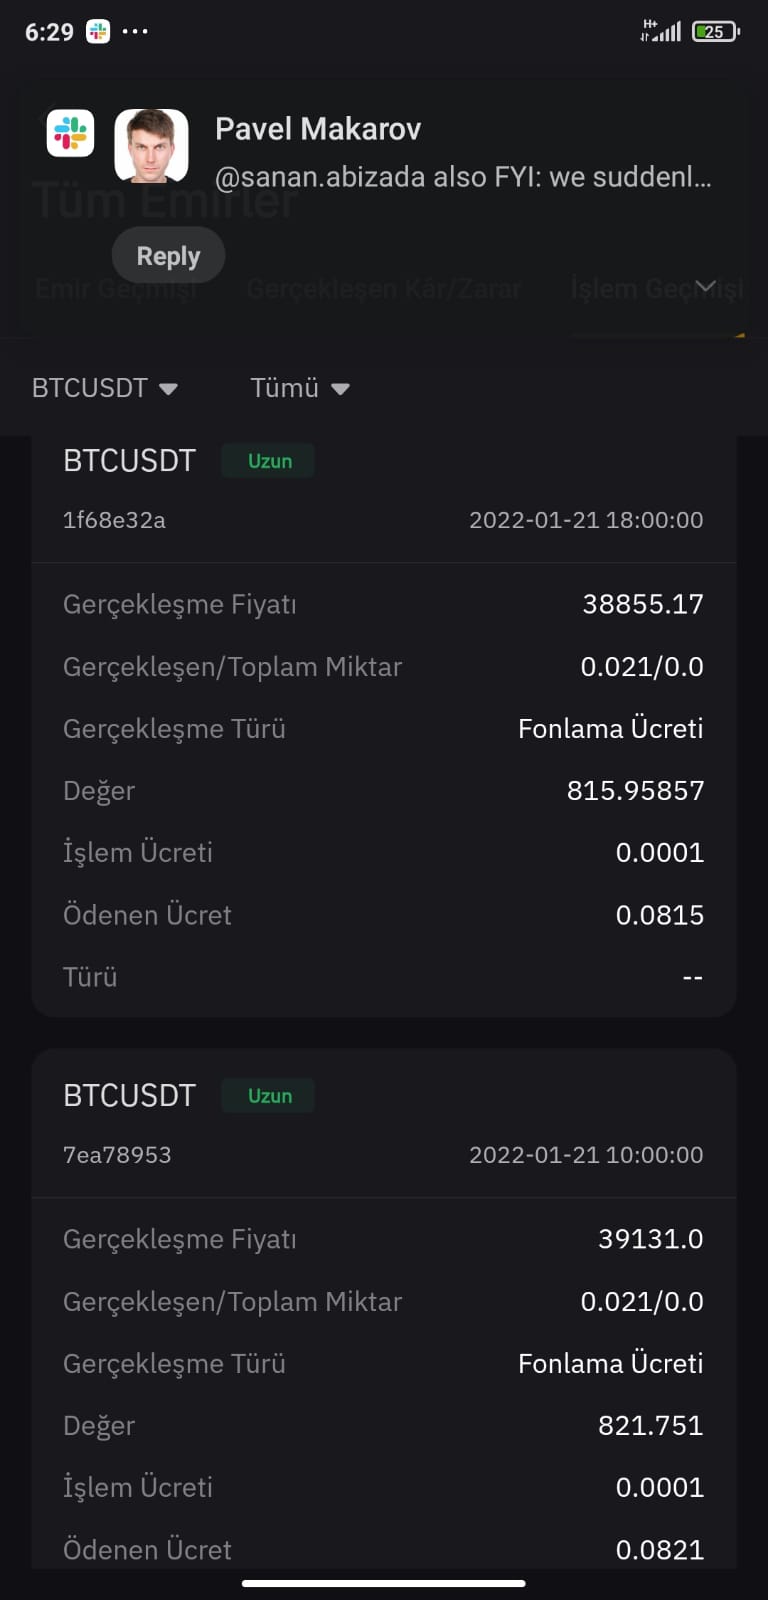 6:29
H+
25
Pavel Makarov
@sanan.abizada also FYI: we suddenl...
Tüm Emirler
Reply
Emir Geçmişi Gerçekleşen Kâr/Zarar İşlem Geçmişi
BTCUSDT Tümü
BTCUSDT Uzun
1f68e32a 2022-01-21 18:00:00
Gerçekleşme Fiyatı 38855.17
Gerçekleşen/Toplam Miktar 0.021/0.0
Gerçekleşme Türü Fonlama Ücreti
Değer 815.95857
İşlem Ücreti 0.0001
Ödenen Ücret 0.0815
Türü --
BTCUSDT Uzun
7ea78953 2022-01-21 10:00:00
Gerçekleşme Fiyatı 39131.0
Gerçekleşen/Toplam Miktar 0.021/0.0
Gerçekleşme Türü Fonlama Ücreti
Değer 821.751
İşlem Ücreti 0.0001
Ödenen Ücret 0.0821